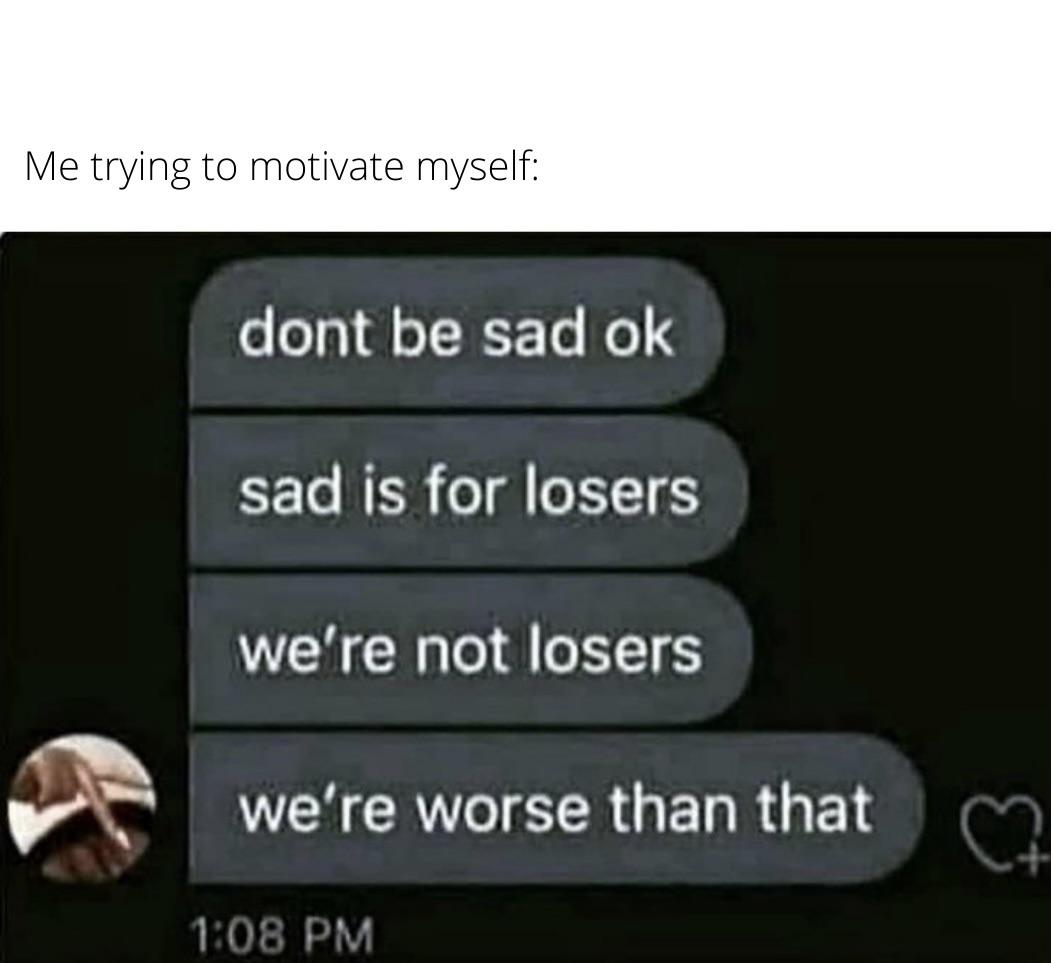 Me trying to motivate myself:
dont be sad ok
sad is for losers
we're not losers
we're worse than that
1:08 PM